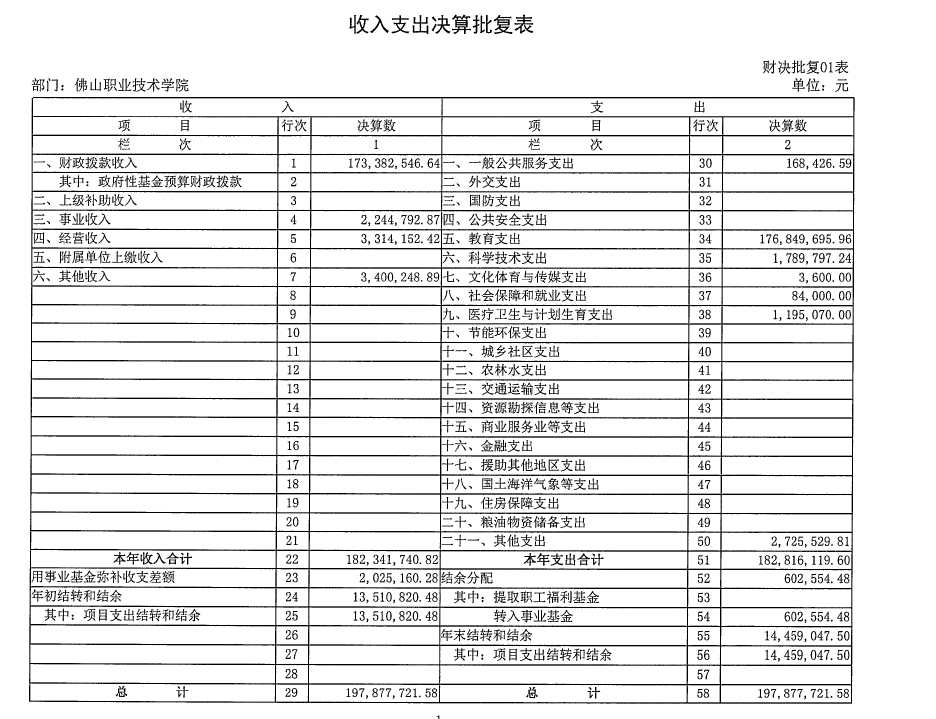 收入支出决算批复表
财决批复01表
部门：佛山职业技术学院 单位：元
收 入 支 出
项 目 行次 决算数 项 目 行次 决算数
栏 次 1 栏 次 2
一、财政拨款收入 1 173,382,546.64 一、一般公共服务支出 30 168,426.59
其中：政府性基金预算财政拨款 2 二、外交支出 31
二、上级补助收入 3 三、国防支出 32
三、事业收入 4 2,244,792.87 四、公共安全支出 33
四、经营收入 5 3,314,152.42 五、教育支出 34 176,849,695.96
五、附属单位上缴收入 6 六、科学技术支出 35 1,789,797.24
六、其他收入 7 3,400,248.89 七、文化体育与传媒支出 36 3,600.00
8 八、社会保障和就业支出 37 84,000.00
9 九、医疗卫生与计划生育支出 38 1,195,070.00
10 十、节能环保支出 39
11 十一、城乡社区支出 40
12 十二、农林水支出 41
13 十三、交通运输支出 42
14 十四、资源勘探信息等支出 43
15 十五、商业服务业等支出 44
16 十六、金融支出 45
17 十七、援助其他地区支出 46
18 十八、国土海洋气象等支出 47
19 十九、住房保障支出 48
20 二十、粮油物资储备支出 49
21 二十一、其他支出 50 2,725,529.81
本年收入合计 22 182,341,740.82 本年支出合计 51 182,816,119.60
用事业基金弥补收支差额 23 2,025,160.28 结余分配 52 602,554.48
年初结转和结余 24 13,510,820.48 其中：提取职工福利基金 53
其中：项目支出结转和结余 25 13,510,820.48 转入事业基金 54 602,554.48
26 年末结转和结余 55 14,459,047.50
27 其中：项目支出结转和结余 56 14,459,047.50
28 57
总 计 29 197,877,721.58 总 计 58 197,877,721.58
1